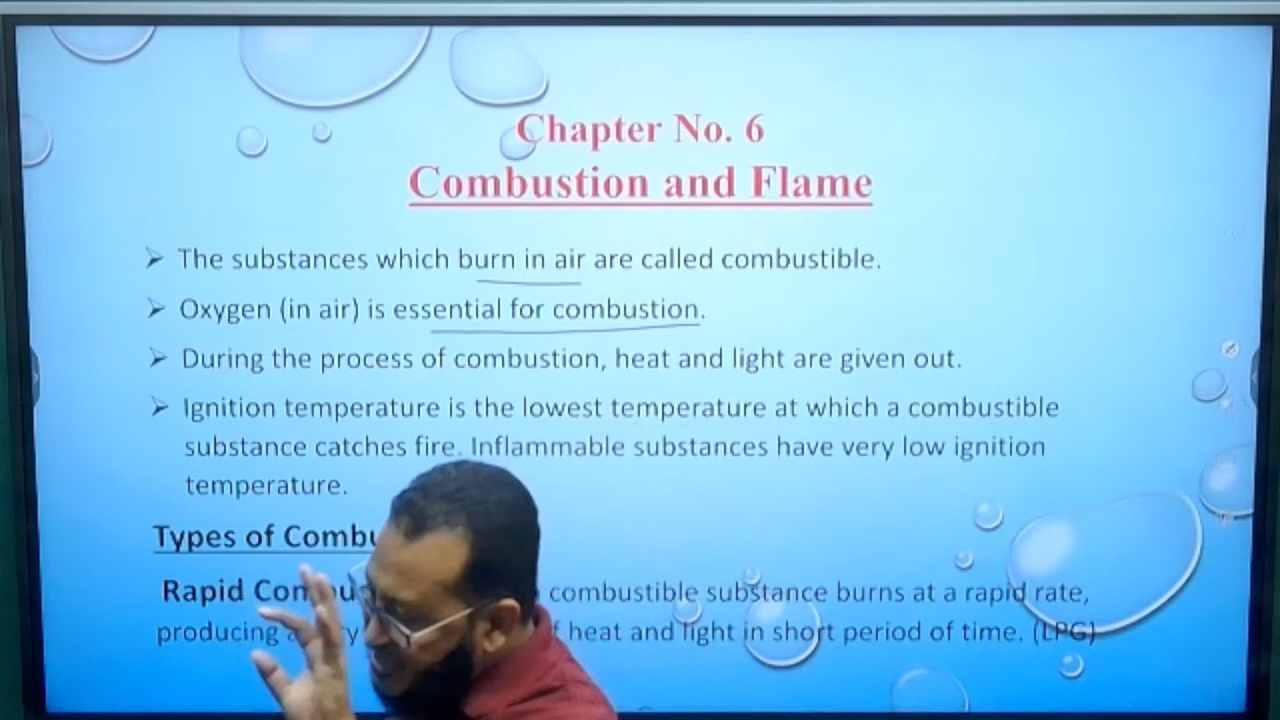 Chapter No. 6
Combustion and Flame
➢ The substances which burn in air are called combustible.
➢ Oxygen (in air) is essential for combustion.
➢ During the process of combustion, heat and light are given out.
➢ Ignition temperature is the lowest temperature at which a combustible
substance catches fire. Inflammable substances have very low ignition
temperature.
Types of Combu
Rapid Combu combustible substance burns at a rapid rate,
producing heat and light in short period of time. (LPG)